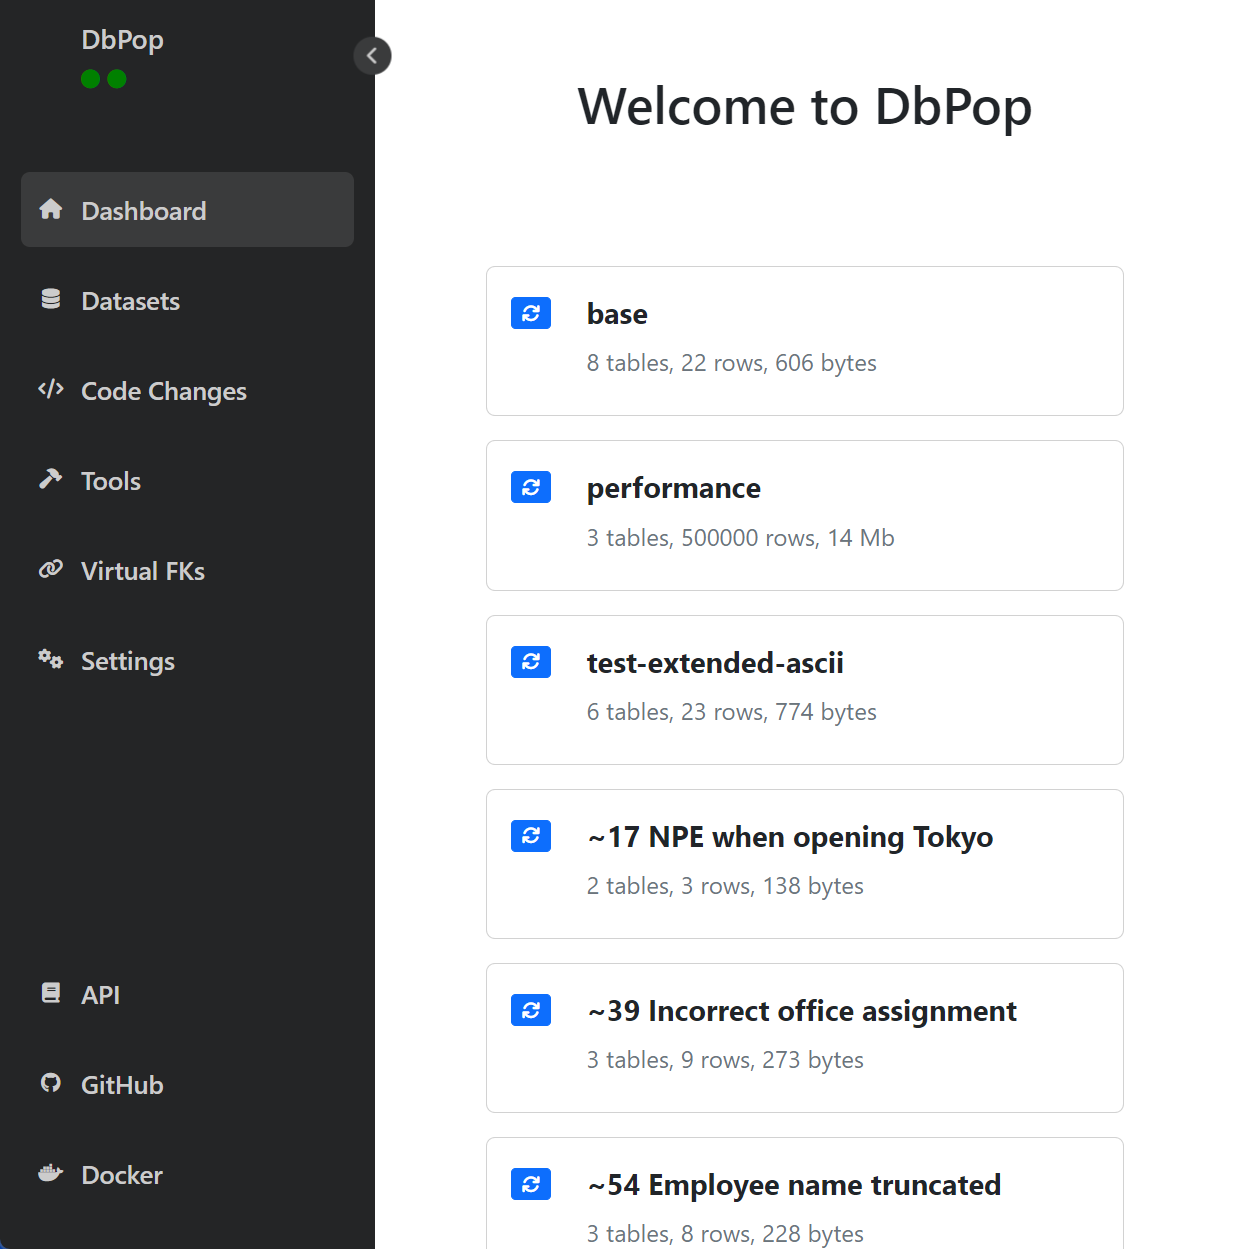 DbPop
Dashboard
Datasets
Code Changes
Tools
Virtual FKs
Settings
API
GitHub
Docker
Welcome to DbPop
base
8 tables, 22 rows, 606 bytes
performance
3 tables, 500000 rows, 14 Mb
test-extended-ascii
6 tables, 23 rows, 774 bytes
~17 NPE when opening Tokyo
2 tables, 3 rows, 138 bytes
~39 Incorrect office assignment
3 tables, 9 rows, 273 bytes
~54 Employee name truncated
3 tables, 8 rows, 228 bytes